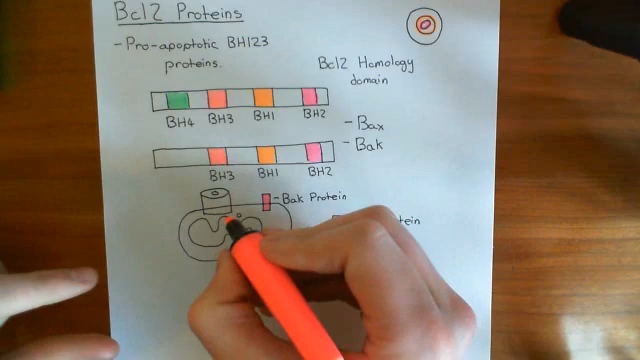 Bcl2 Proteins
- Pro-apoptotic BH123
proteins.
Bcl2 Homology
domain
BH4 BH3 BH1 BH2
- Bax
- Bak
BH3 BH1 BH2
- Bak Protein